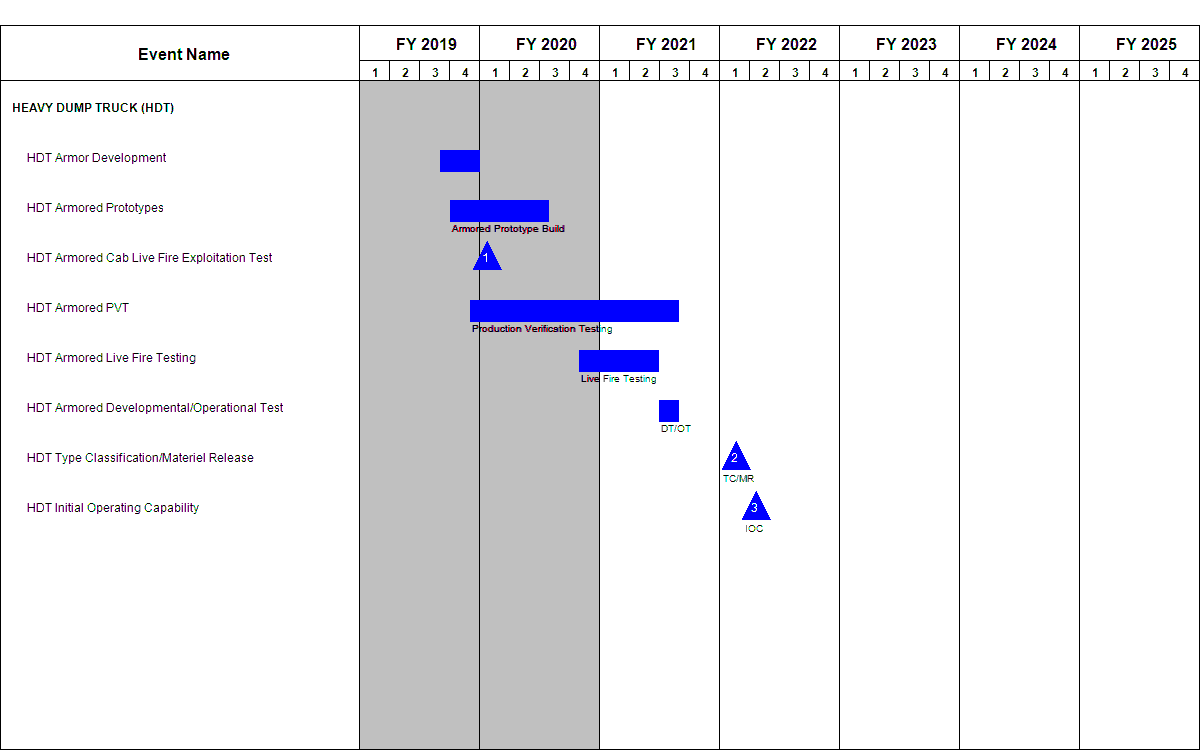 Event Name
FY 2019 FY 2020 FY 2021 FY 2022 FY 2023 FY 2024 FY 2025
1 2 3 4 1 2 3 4 1 2 3 4 1 2 3 4 1 2 3 4 1 2 3 4 1 2 3 4
HEAVY DUMP TRUCK (HDT)
HDT Armor Development
HDT Armored Prototypes
Armored Prototype Build
HDT Armored Cab Live Fire Exploitation Test
1
HDT Armored PVT
Production Verification Testing
HDT Armored Live Fire Testing
Live Fire Testing
HDT Armored Developmental/Operational Test
DT/OT
HDT Type Classification/Materiel Release
2
TC/MR
HDT Initial Operating Capability
3
IOC